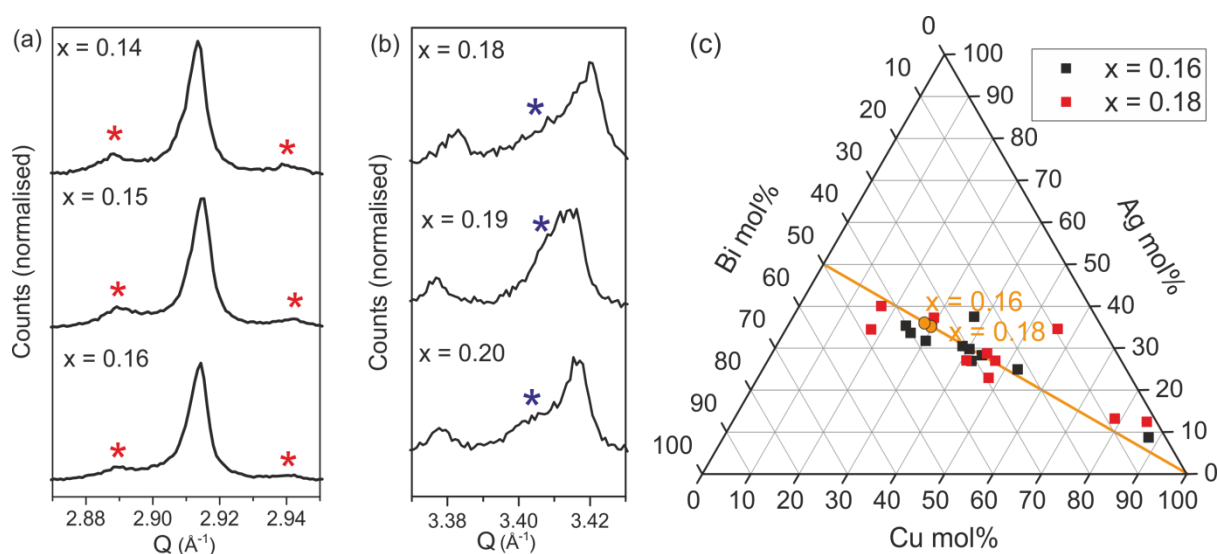 (a)
x = 0.14
*
*
x = 0.15
*
*
x = 0.16
*
*
Counts (normalised)
2.88 2.90 2.92 2.94
Q (Å⁻¹)
(b)
x = 0.18
*
x = 0.19
*
x = 0.20
*
Counts (normalised)
3.38 3.40 3.42
Q (Å⁻¹)
(c)
x = 0.16
x = 0.18
0
10
20
30
40
50
60
70
80
90
100
Bi mol%
100
90
80
70
60
50
40
30
20
10
0
Ag mol%
x = 0.16
x = 0.18
0 10 20 30 40 50 60 70 80 90 100
Cu mol%